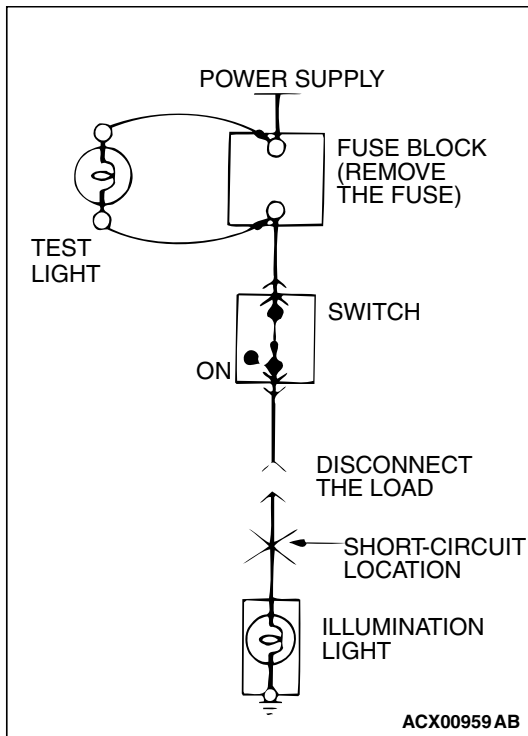 POWER SUPPLY
FUSE BLOCK
(REMOVE
THE FUSE)
TEST
LIGHT
SWITCH
ON
DISCONNECT
THE LOAD
SHORT-CIRCUIT
LOCATION
ILLUMINATION
LIGHT
ACX00959 AB